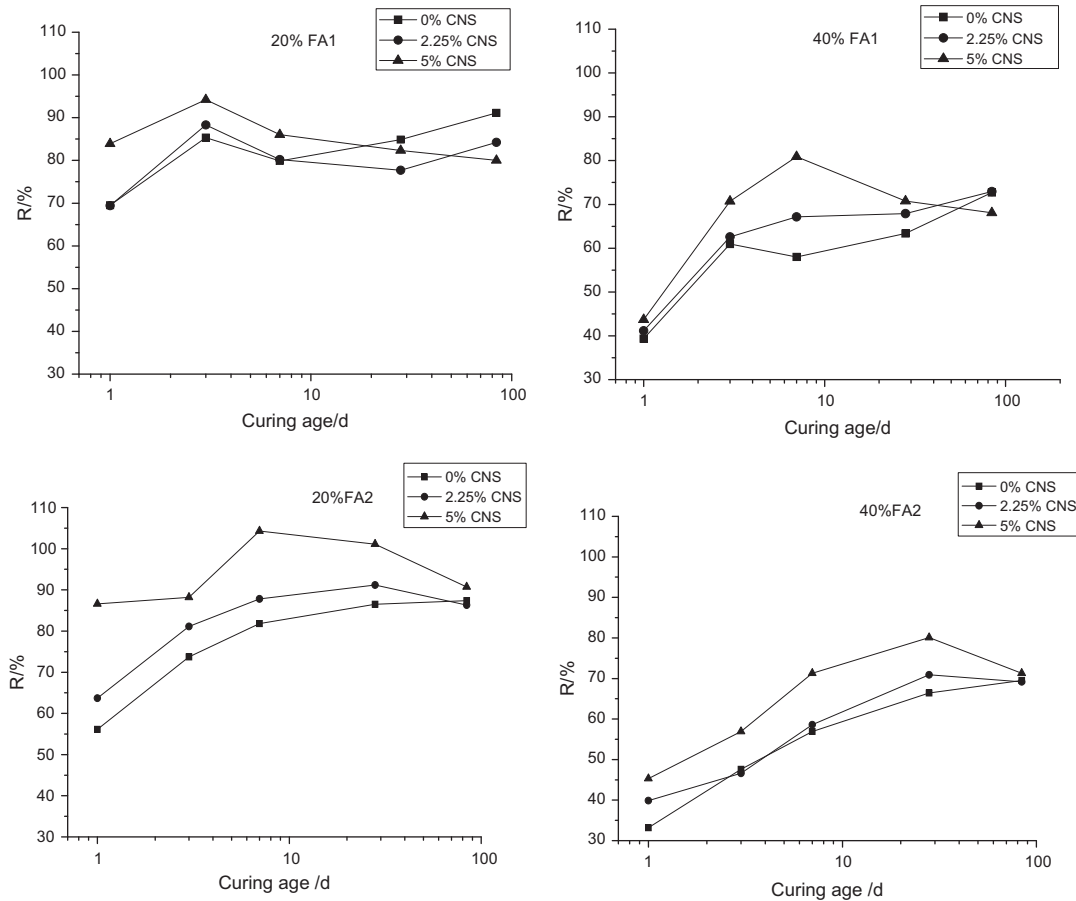 20% FA1
0% CNS
2.25% CNS
5% CNS
110
100
90
80
70
60
50
40
30
R/%
1
10
100
Curing age/d
40% FA1
0% CNS
2.25% CNS
5% CNS
110
100
90
80
70
60
50
40
30
R/%
1
10
100
Curing age/d
20%FA2
0% CNS
2.25% CNS
5% CNS
110
100
90
80
70
60
50
40
30
R/%
1
10
100
Curing age /d
40%FA2
0% CNS
2.25% CNS
5% CNS
110
100
90
80
70
60
50
40
30
R/%
1
10
100
Curing age /d